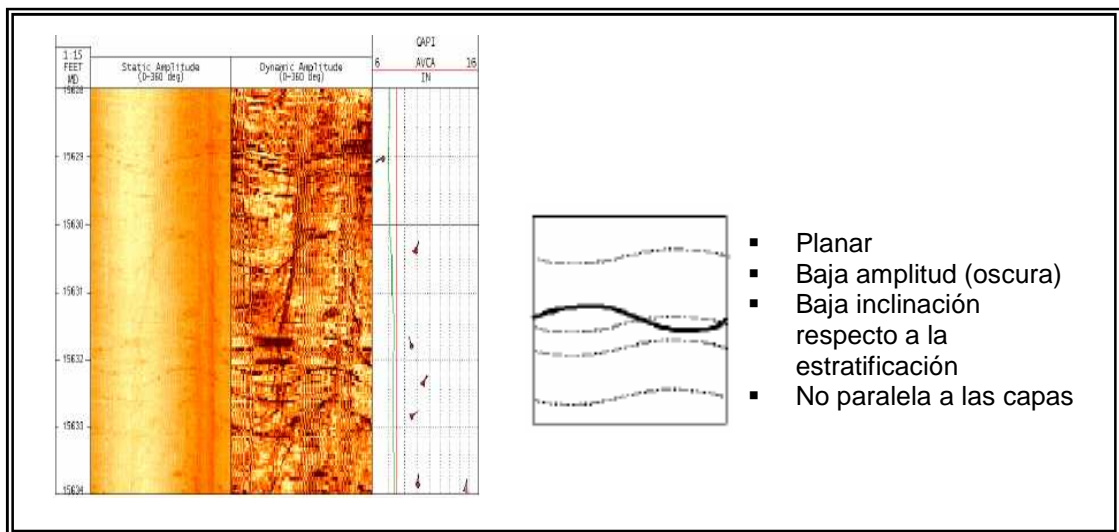 1:15
FEET
MD
Static Amplitude
(0-360 deg)
Dynamic Amplitude
(0-360 deg)
GAPI
6 AVCA 16
IN
15628
15629
15630
15631
15632
15633
15634
▪ Planar
▪ Baja amplitud (oscura)
▪ Baja inclinación
respecto a la
estratificación
▪ No paralela a las capas